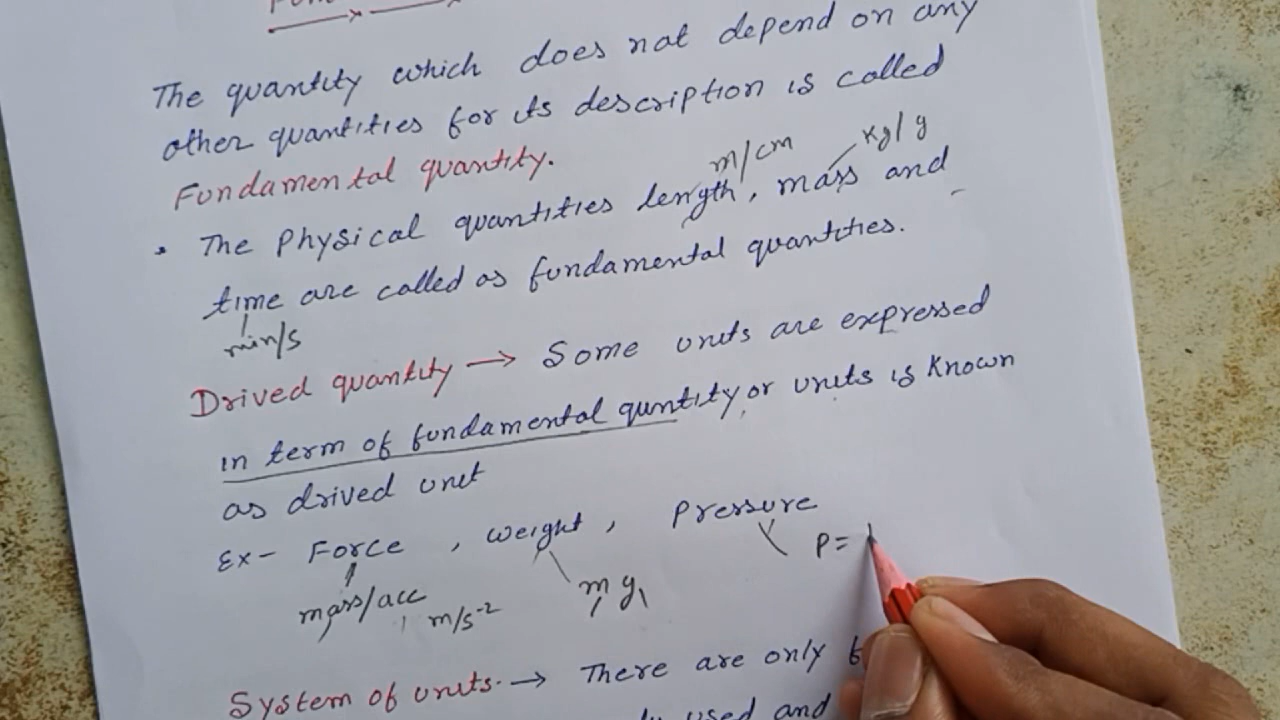 The quantity which does not depend on any
other quantities for its description is called
Fundamental quantity.
m/cm kg/g
• The Physical quantities length, mass and
time are called as fundamental quantities.
min/s
Drived quantity → Some units are expressed
in term of fundamental quntity or units is known
as drived unit
Ex- Force, weight, Pressure
P=
mass/acc m/s-2 m g
System of units. → There are only
used and